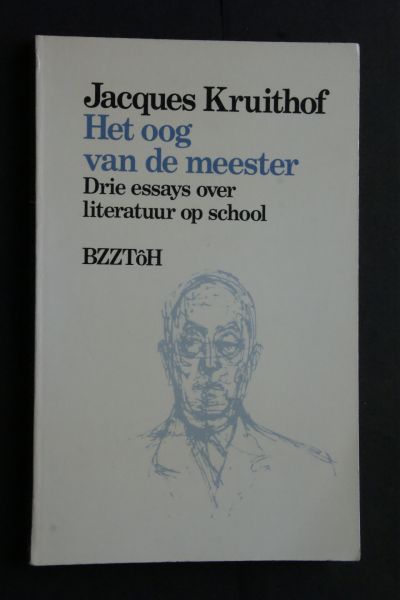 Jacques Kruithof
Het oog
van de meester
Drie essays over
literatuur op school
BZZTôH